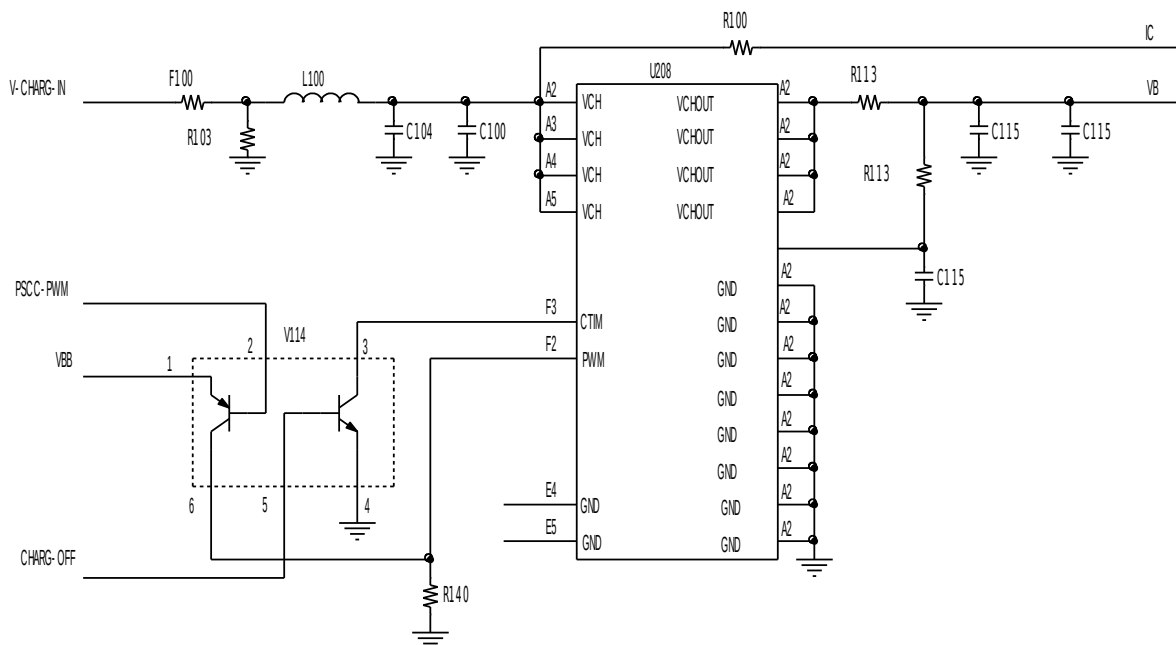 R100
IC
U208
F100
L100
R113
V-CHARG-IN
A2
VCH
VCHOUT
A2
VB
R103
C104
C100
A3
VCH
VCHOUT
A2
C115
C115
A4
VCH
VCHOUT
A2
R113
A5
VCH
VCHOUT
A2
A2
C115
PSCC-PWM
GND
F3
A2
CTIM
GND
V114
2
3
F2
A2
VBB
1
PWM
GND
A2
GND
A2
GND
A2
GND
6
5
4
E4
GND
A2
GND
E5
GND
A2
GND
CHARG-OFF
R140